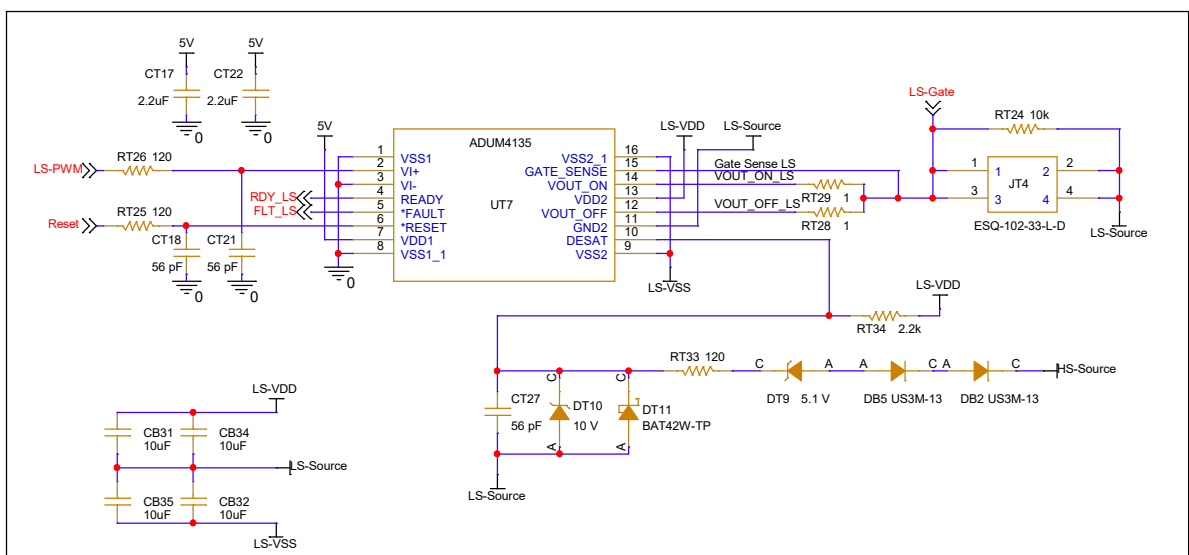 5V
5V
CT17
CT22
2.2uF
2.2uF
0
0
LS-PWM
RT26 120
RDY_LS
FLT_LS
Reset
RT25 120
CT18
CT21
56 pF
56 pF
0
0
5V
0
ADUM4135
UT7
1
2
3
4
5
6
7
8
VSS1
VI+
VI-
READY
*FAULT
*RESET
VDD1
VSS1_1
VSS2_1
GATE_SENSE
VOUT_ON
VDD2
VOUT_OFF
GND2
DESAT
VSS2
16
15
14
13
12
11
10
9
LS-VDD
LS-Source
Gate Sense LS
VOUT_ON_LS
VOUT_OFF_LS
RT29 1
RT28 1
LS-VSS
LS-Gate
RT24 10k
1
3
1
3
2
4
2
4
JT4
ESQ-102-33-L-D
LS-Source
LS-VDD
RT34 2.2k
RT33 120
C
A
A
C
A
C
HS-Source
DT9 5.1 V
DB5 US3M-13
DB2 US3M-13
CT27
56 pF
C
DT10
10 V
A
C
DT11
BAT42W-TP
A
LS-Source
LS-VDD
CB31
10uF
CB34
10uF
LS-Source
CB35
10uF
CB32
10uF
LS-VSS